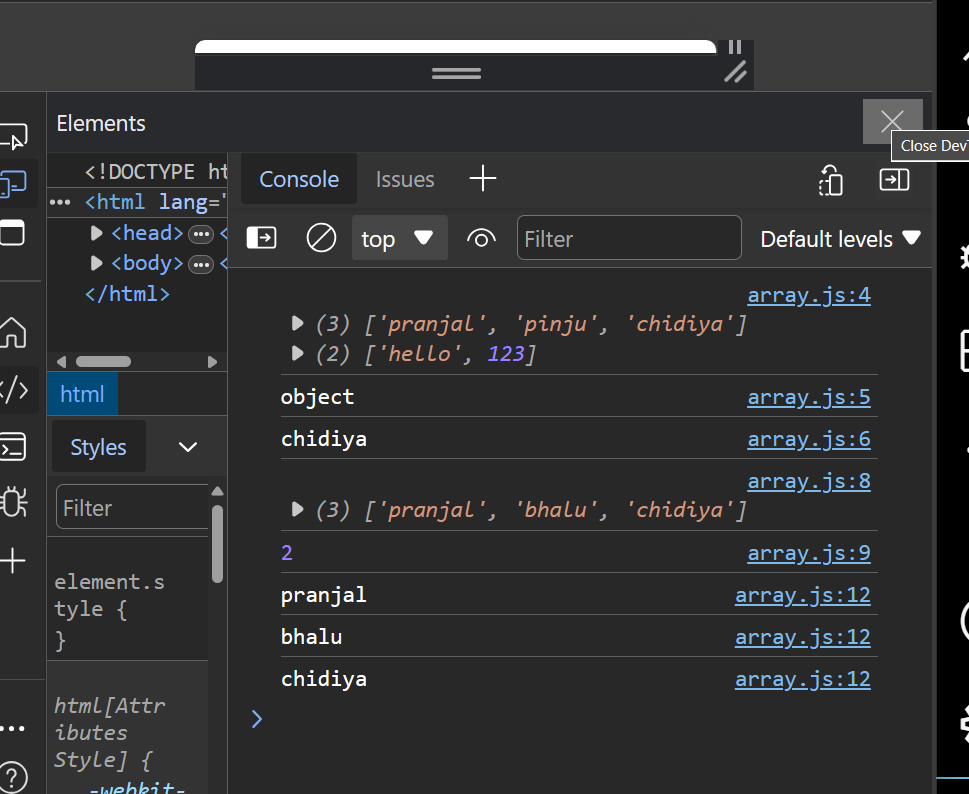 Elements
Close Dev
<!DOCTYPE ht
<html lang="
<head>
<body>
</html>
html
Styles
Filter
element.s
tyle {
}
html[Attr
ibutes
Style] {
-webkit-
Console Issues
top Filter Default levels
array.js:4
(3) ['pranjal', 'pinju', 'chidiya']
(2) ['hello', 123]
object array.js:5
chidiya array.js:6
array.js:8
(3) ['pranjal', 'bhalu', 'chidiya']
2 array.js:9
pranjal array.js:12
bhalu array.js:12
chidiya array.js:12